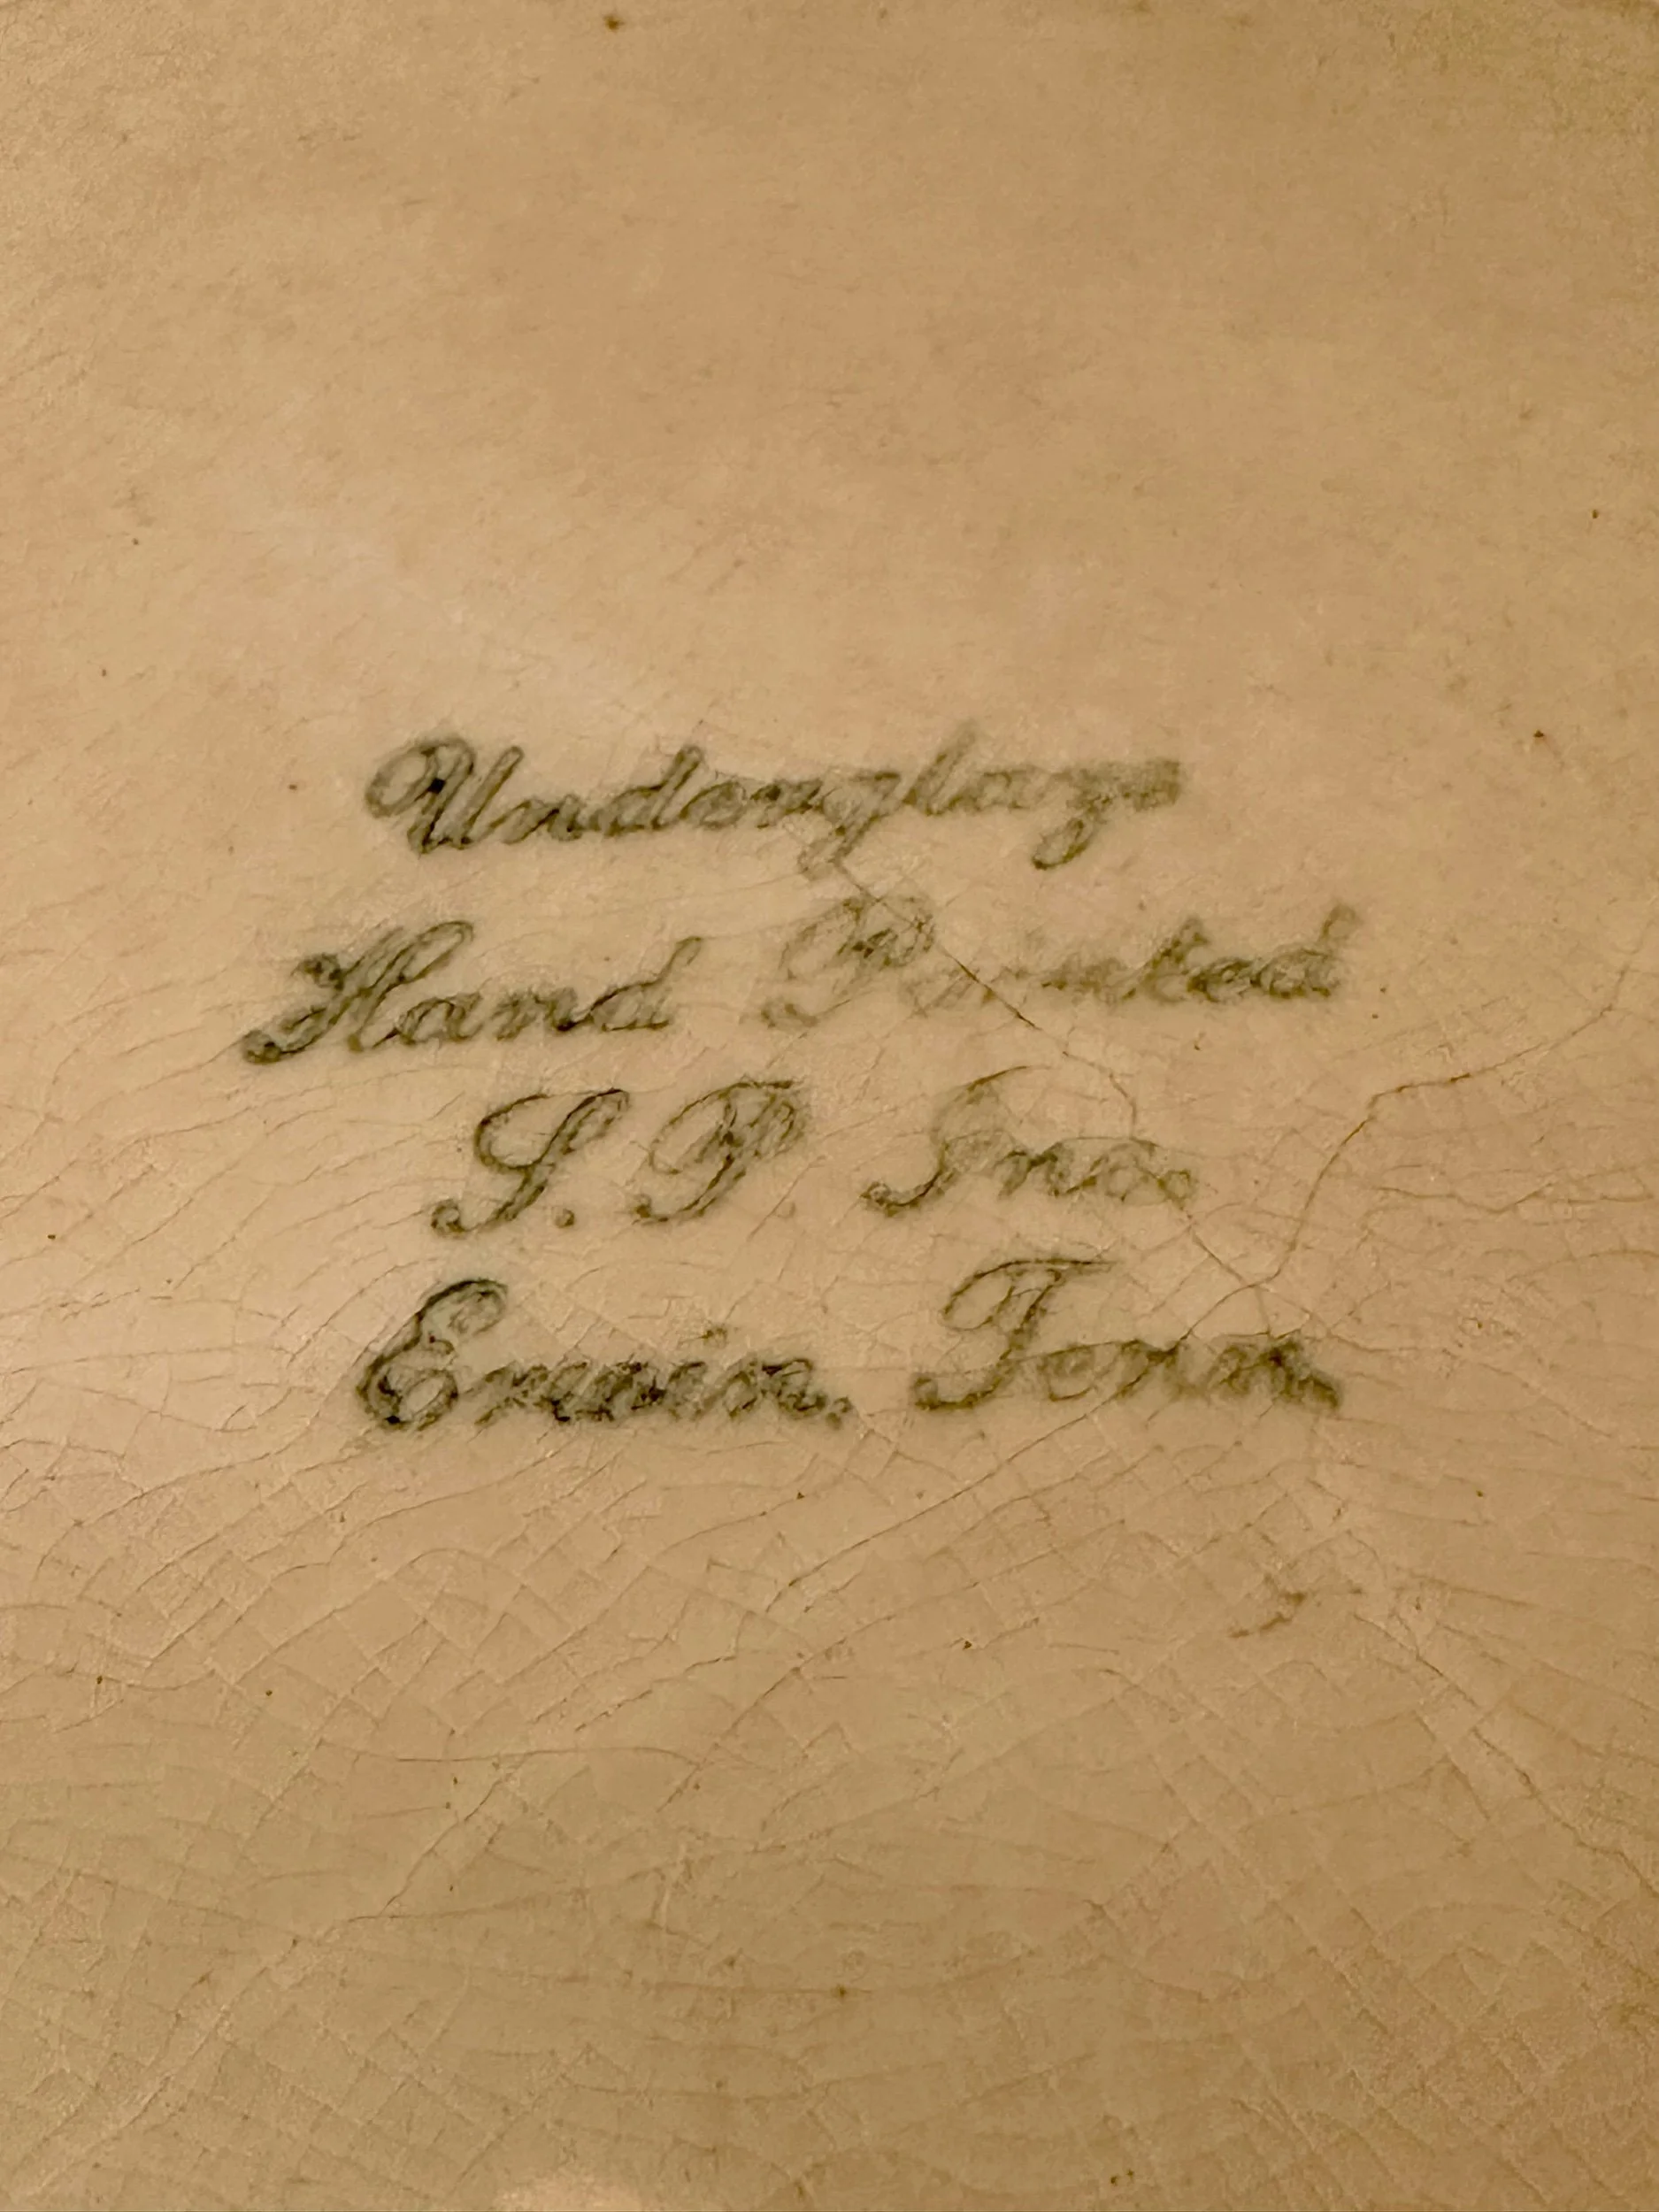 Underglaze
Hand Painted
S. P. Inc.
Erwin, Tenn.